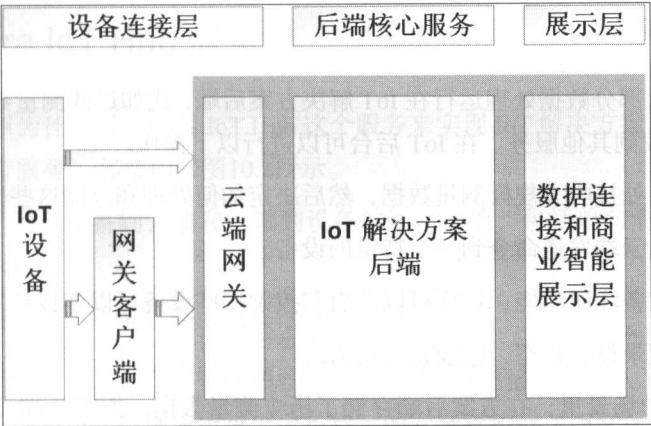 设备连接层
后端核心服务
展示层
IoT
设备
网关客户端
云端网关
IoT 解决方案
后端
数据连
接和商
业智能
展示层